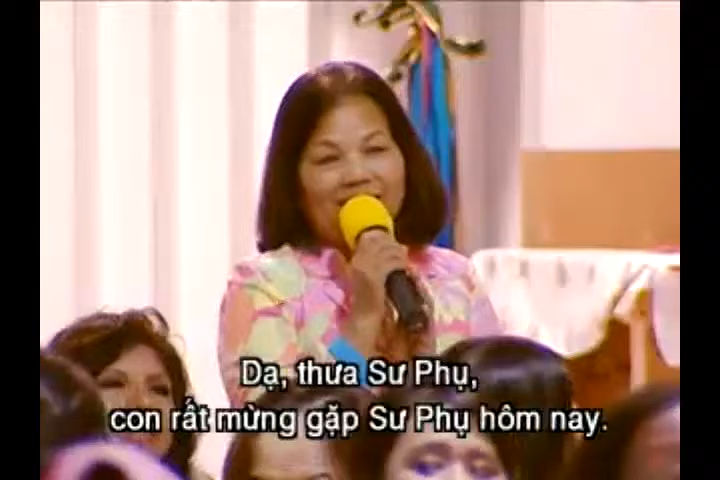 Dạ, thưa Sư Phụ,
con rất mừng gặp Sư Phụ hôm nay.